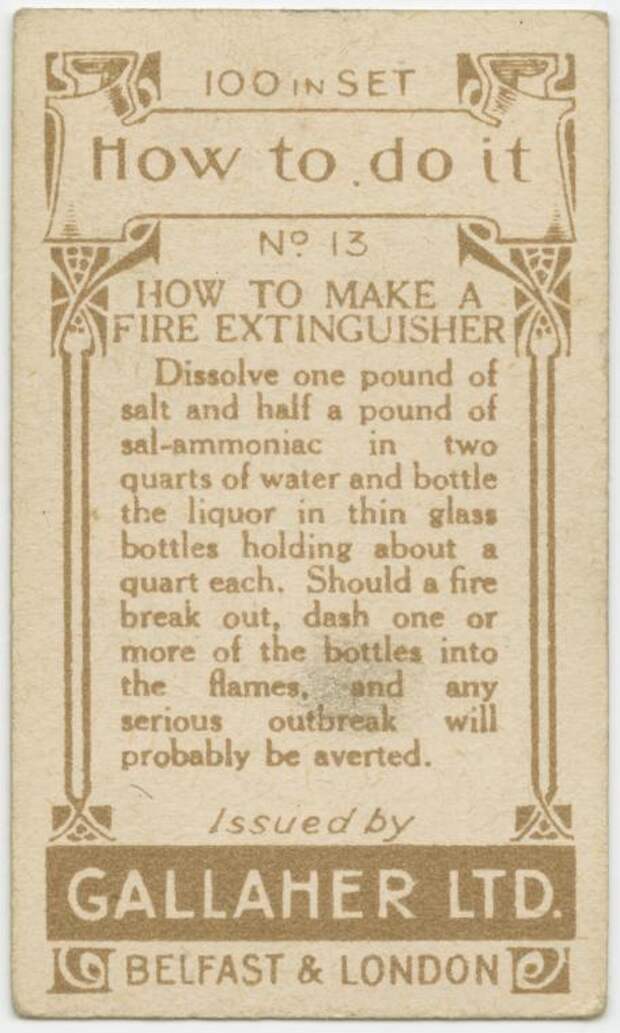 100 IN SET
How to do it
Nº 13
HOW TO MAKE A
FIRE EXTINGUISHER
Dissolve one pound of
salt and half a pound of
sal-ammoniac in two
quarts of water and bottle
the liquor in thin glass
bottles holding about a
quart each. Should a fire
break out, dash one or
more of the bottles into
the flames, and any
serious outbreak will
probably be averted.
Issued by
GALLAHER LTD.
BELFAST & LONDON